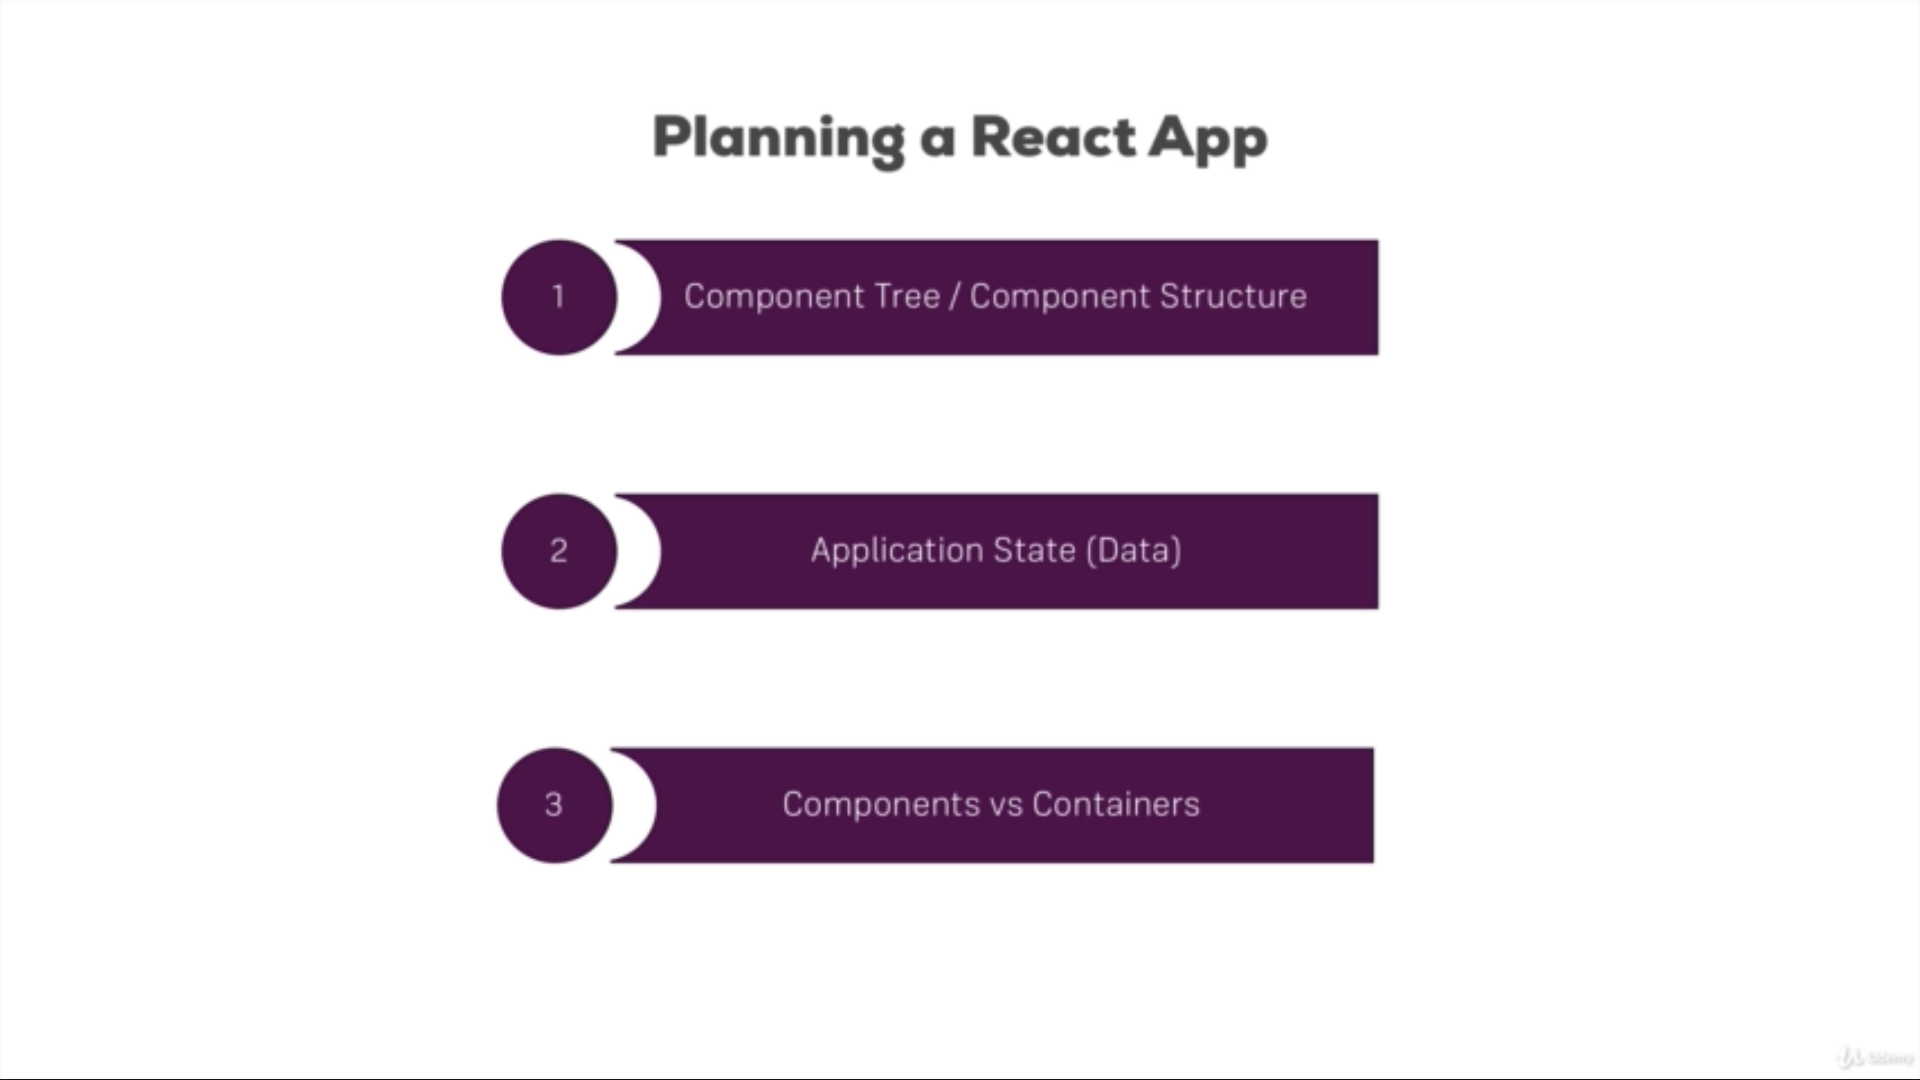 Planning a React App
1 Component Tree / Component Structure
2 Application State (Data)
3 Components vs Containers
Udemy